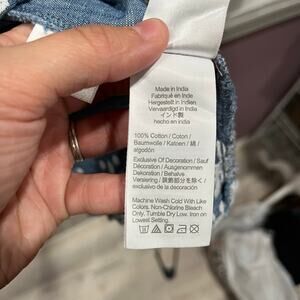 Made in India
Fabriqué en Inde
Hergestellt in Indien
Vervaardigd in India
インド製
hecho en indio
100% Cotton / Coton /
Baumwolle / Katoen / 綿 /
algodón
Exclusive Of Decoration / Sauf
Décoration / Ausgenommen
Dekoration / Behalve
Versiering / 装飾部分を除く /
exclusivo de la decoración
Machine Wash Cold With Like
Colors. Non-Chlorine Bleach
Only. Tumble Dry Low. Iron on
Lowest Setting.